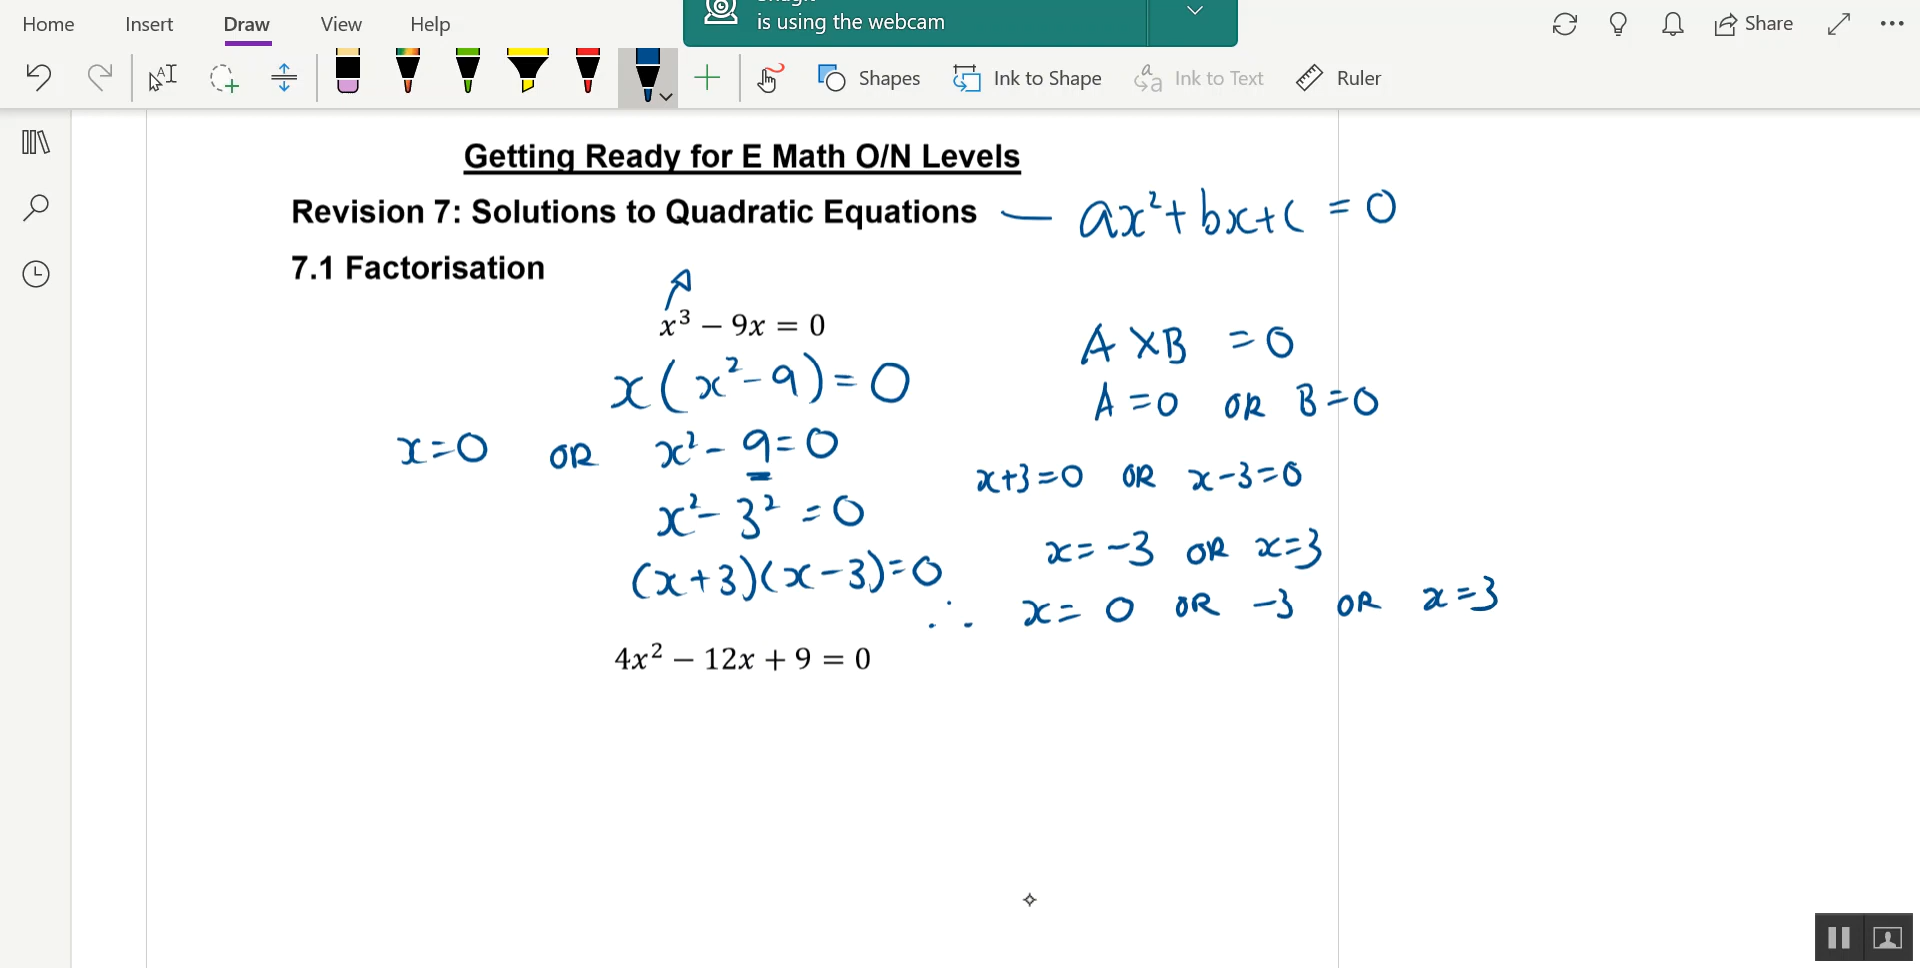 Home Insert Draw View Help
is using the webcam
Share
Shapes Ink to Shape Ink to Text Ruler
Getting Ready for E Math O/N Levels
Revision 7: Solutions to Quadratic Equations — ax²+bx+c = 0
7.1 Factorisation
x³ − 9x = 0
x(x²-9)=0
x=0 OR x²-9=0
x²-3²=0
(x+3)(x-3)=0
A×B =0
A=0 OR B=0
x+3=0 OR x-3=0
x=-3 OR x=3
∴ x= 0 OR -3 OR x=3
4x² − 12x + 9 = 0